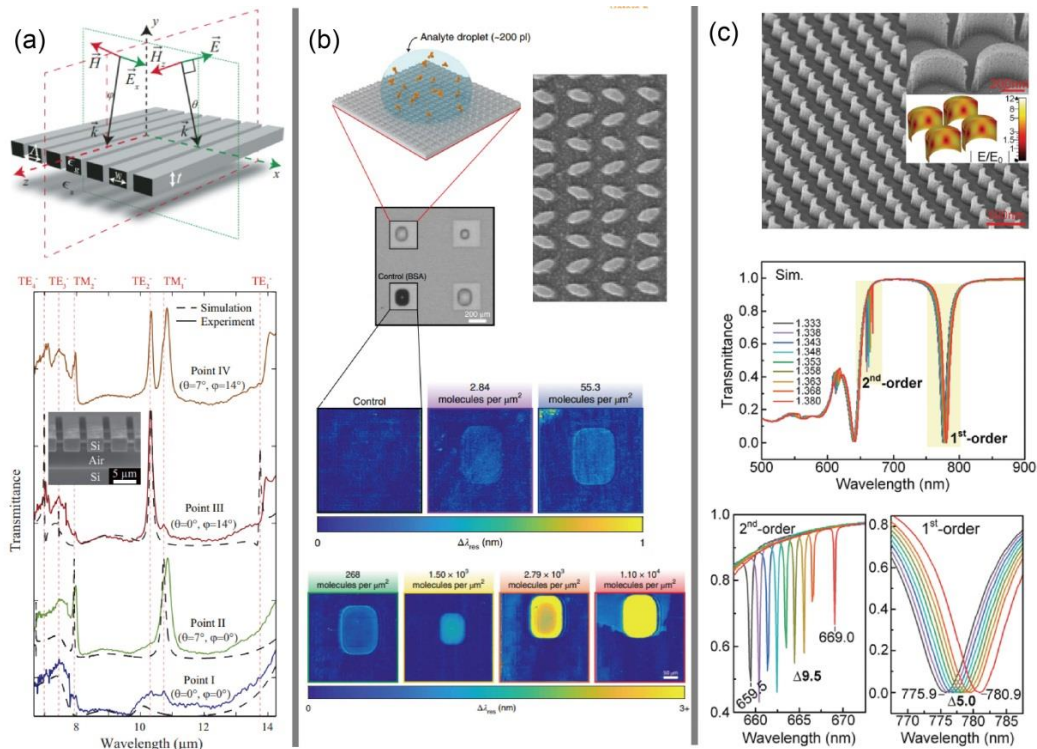 (a)
y
H
E
H_z
E_x
φ
θ
k
k
Λ
w
t
z
x
TE4-
TE3-
TM2-
TE2-
TM1-
TE1-
Simulation
Experiment
Point IV
(θ=7°, φ=14°)
Si
Air
Si
5 μm
Point III
(θ=0°, φ=14°)
Point II
(θ=7°, φ=0°)
Point I
(θ=0°, φ=0°)
Transmittance
8 10 12 14
Wavelength (μm)
(b)
Analyte droplet (~200 pl)
Control (BSA)
200 μm
Control
2.84
molecules per μm²
55.3
molecules per μm²
0
Δλres (nm)
1
268
molecules per μm²
1.50 × 10³
molecules per μm²
2.79 × 10³
molecules per μm²
1.10 × 10⁴
molecules per μm²
0
Δλres (nm)
3+
(c)
12
8
5
3
1.5
1
|E/E0|
Sim.
1.333
1.338
1.343
1.348
1.353
1.358
1.363
1.368
1.380
2nd-order
1st-order
Transmittance
1.0
0.8
0.6
0.4
0.2
0.0
500 600 700 800 900
Wavelength (nm)
2nd-order
1.0
0.8
0.6
0.4
659.5
Δ9.5
669.0
660 665 670
1st-order
0.8
0.6
0.4
0.2
0.0
775.9
Δ5.0
780.9
770 775 780 785
Wavelength (nm)